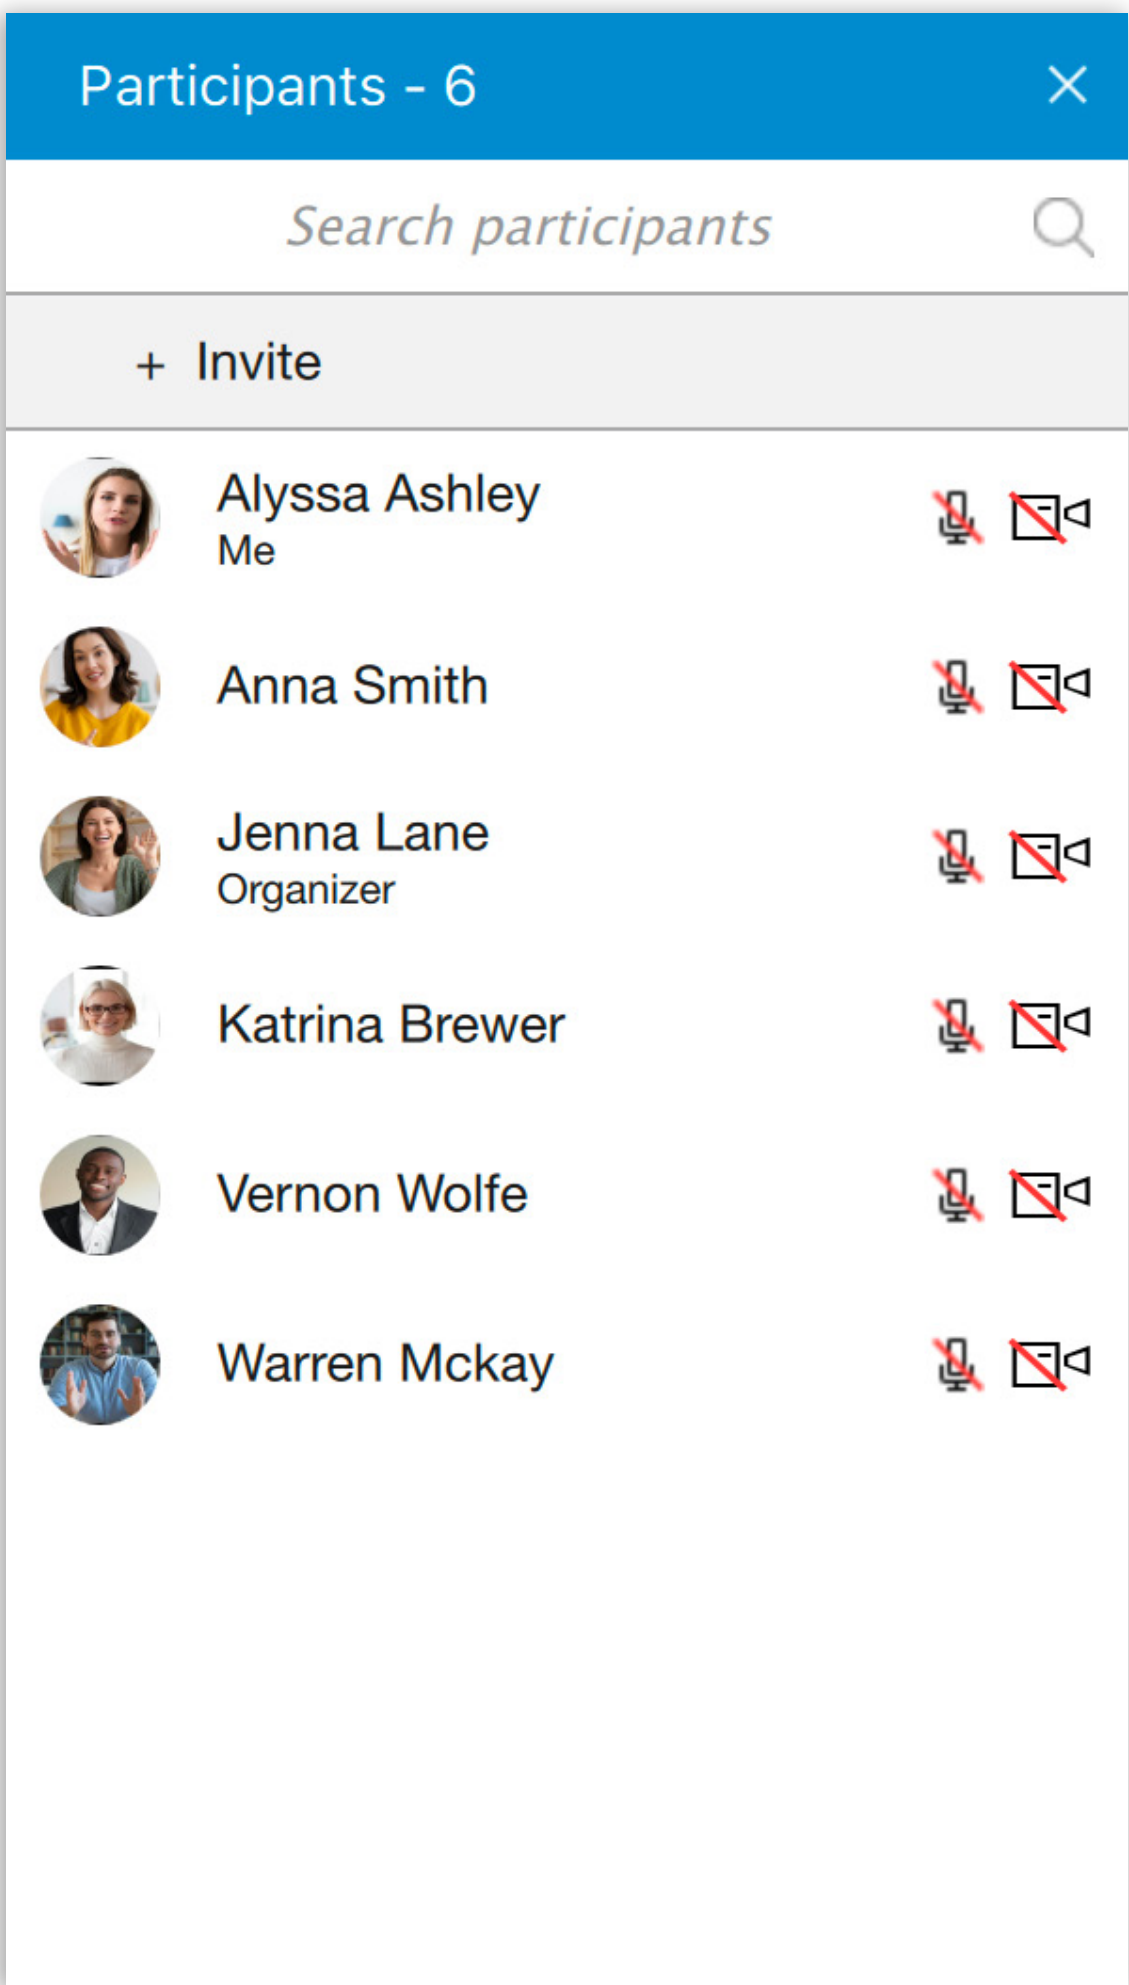 Participants - 6
Search participants
+ Invite
Alyssa Ashley
Me
Anna Smith
Jenna Lane
Organizer
Katrina Brewer
Vernon Wolfe
Warren Mckay